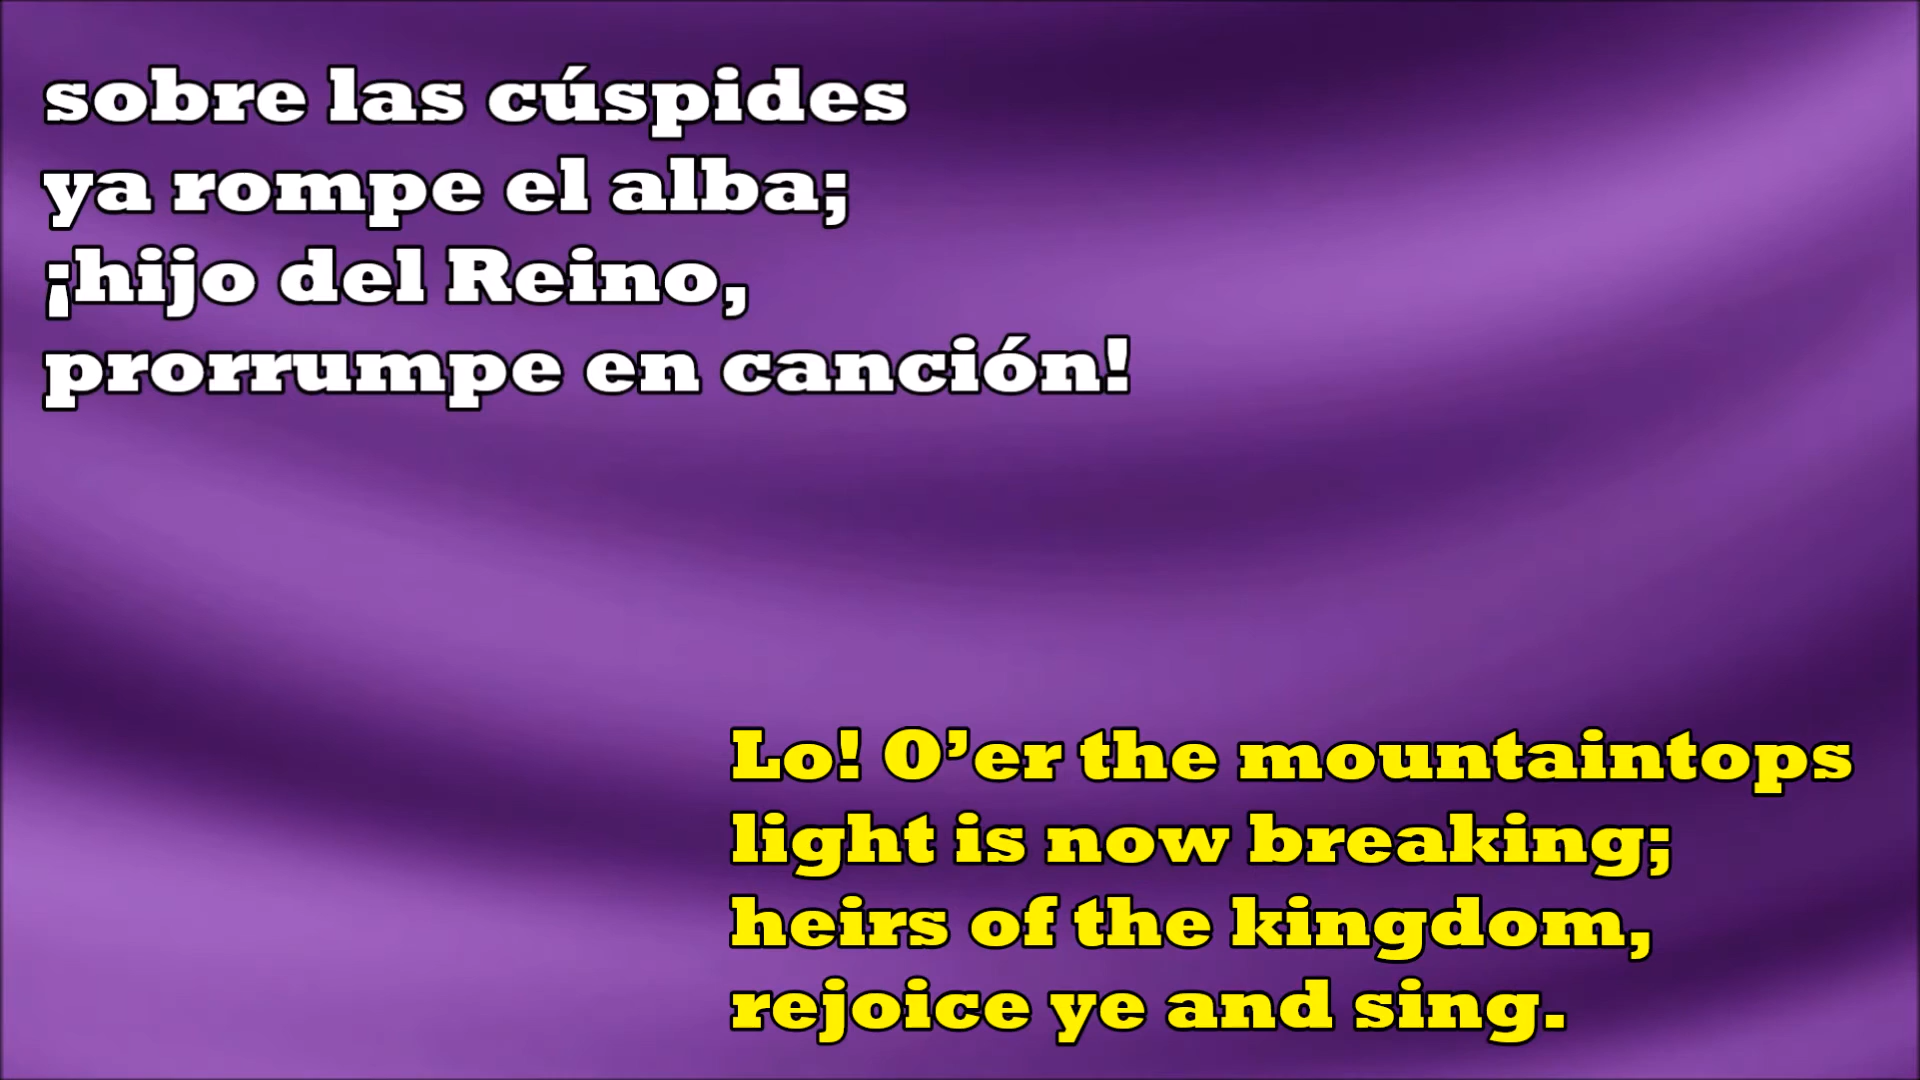 sobre las cúspides
ya rompe el alba;
¡hijo del Reino,
prorrumpe en canción!
Lo! O’er the mountaintops
light is now breaking;
heirs of the kingdom,
rejoice ye and sing.